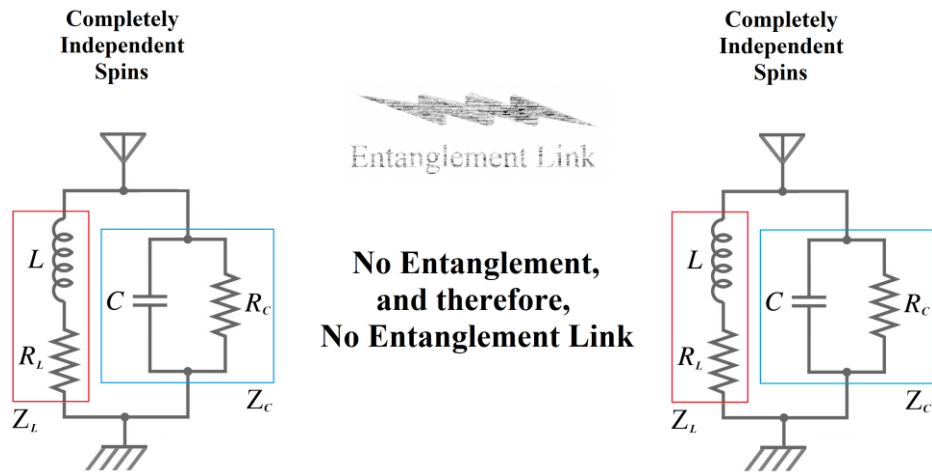 Completely
Independent
Spins
Completely
Independent
Spins
Entanglement Link
No Entanglement,
and therefore,
No Entanglement Link
L
C
R_C
R_L
Z_L
Z_C
L
C
R_C
R_L
Z_L
Z_C